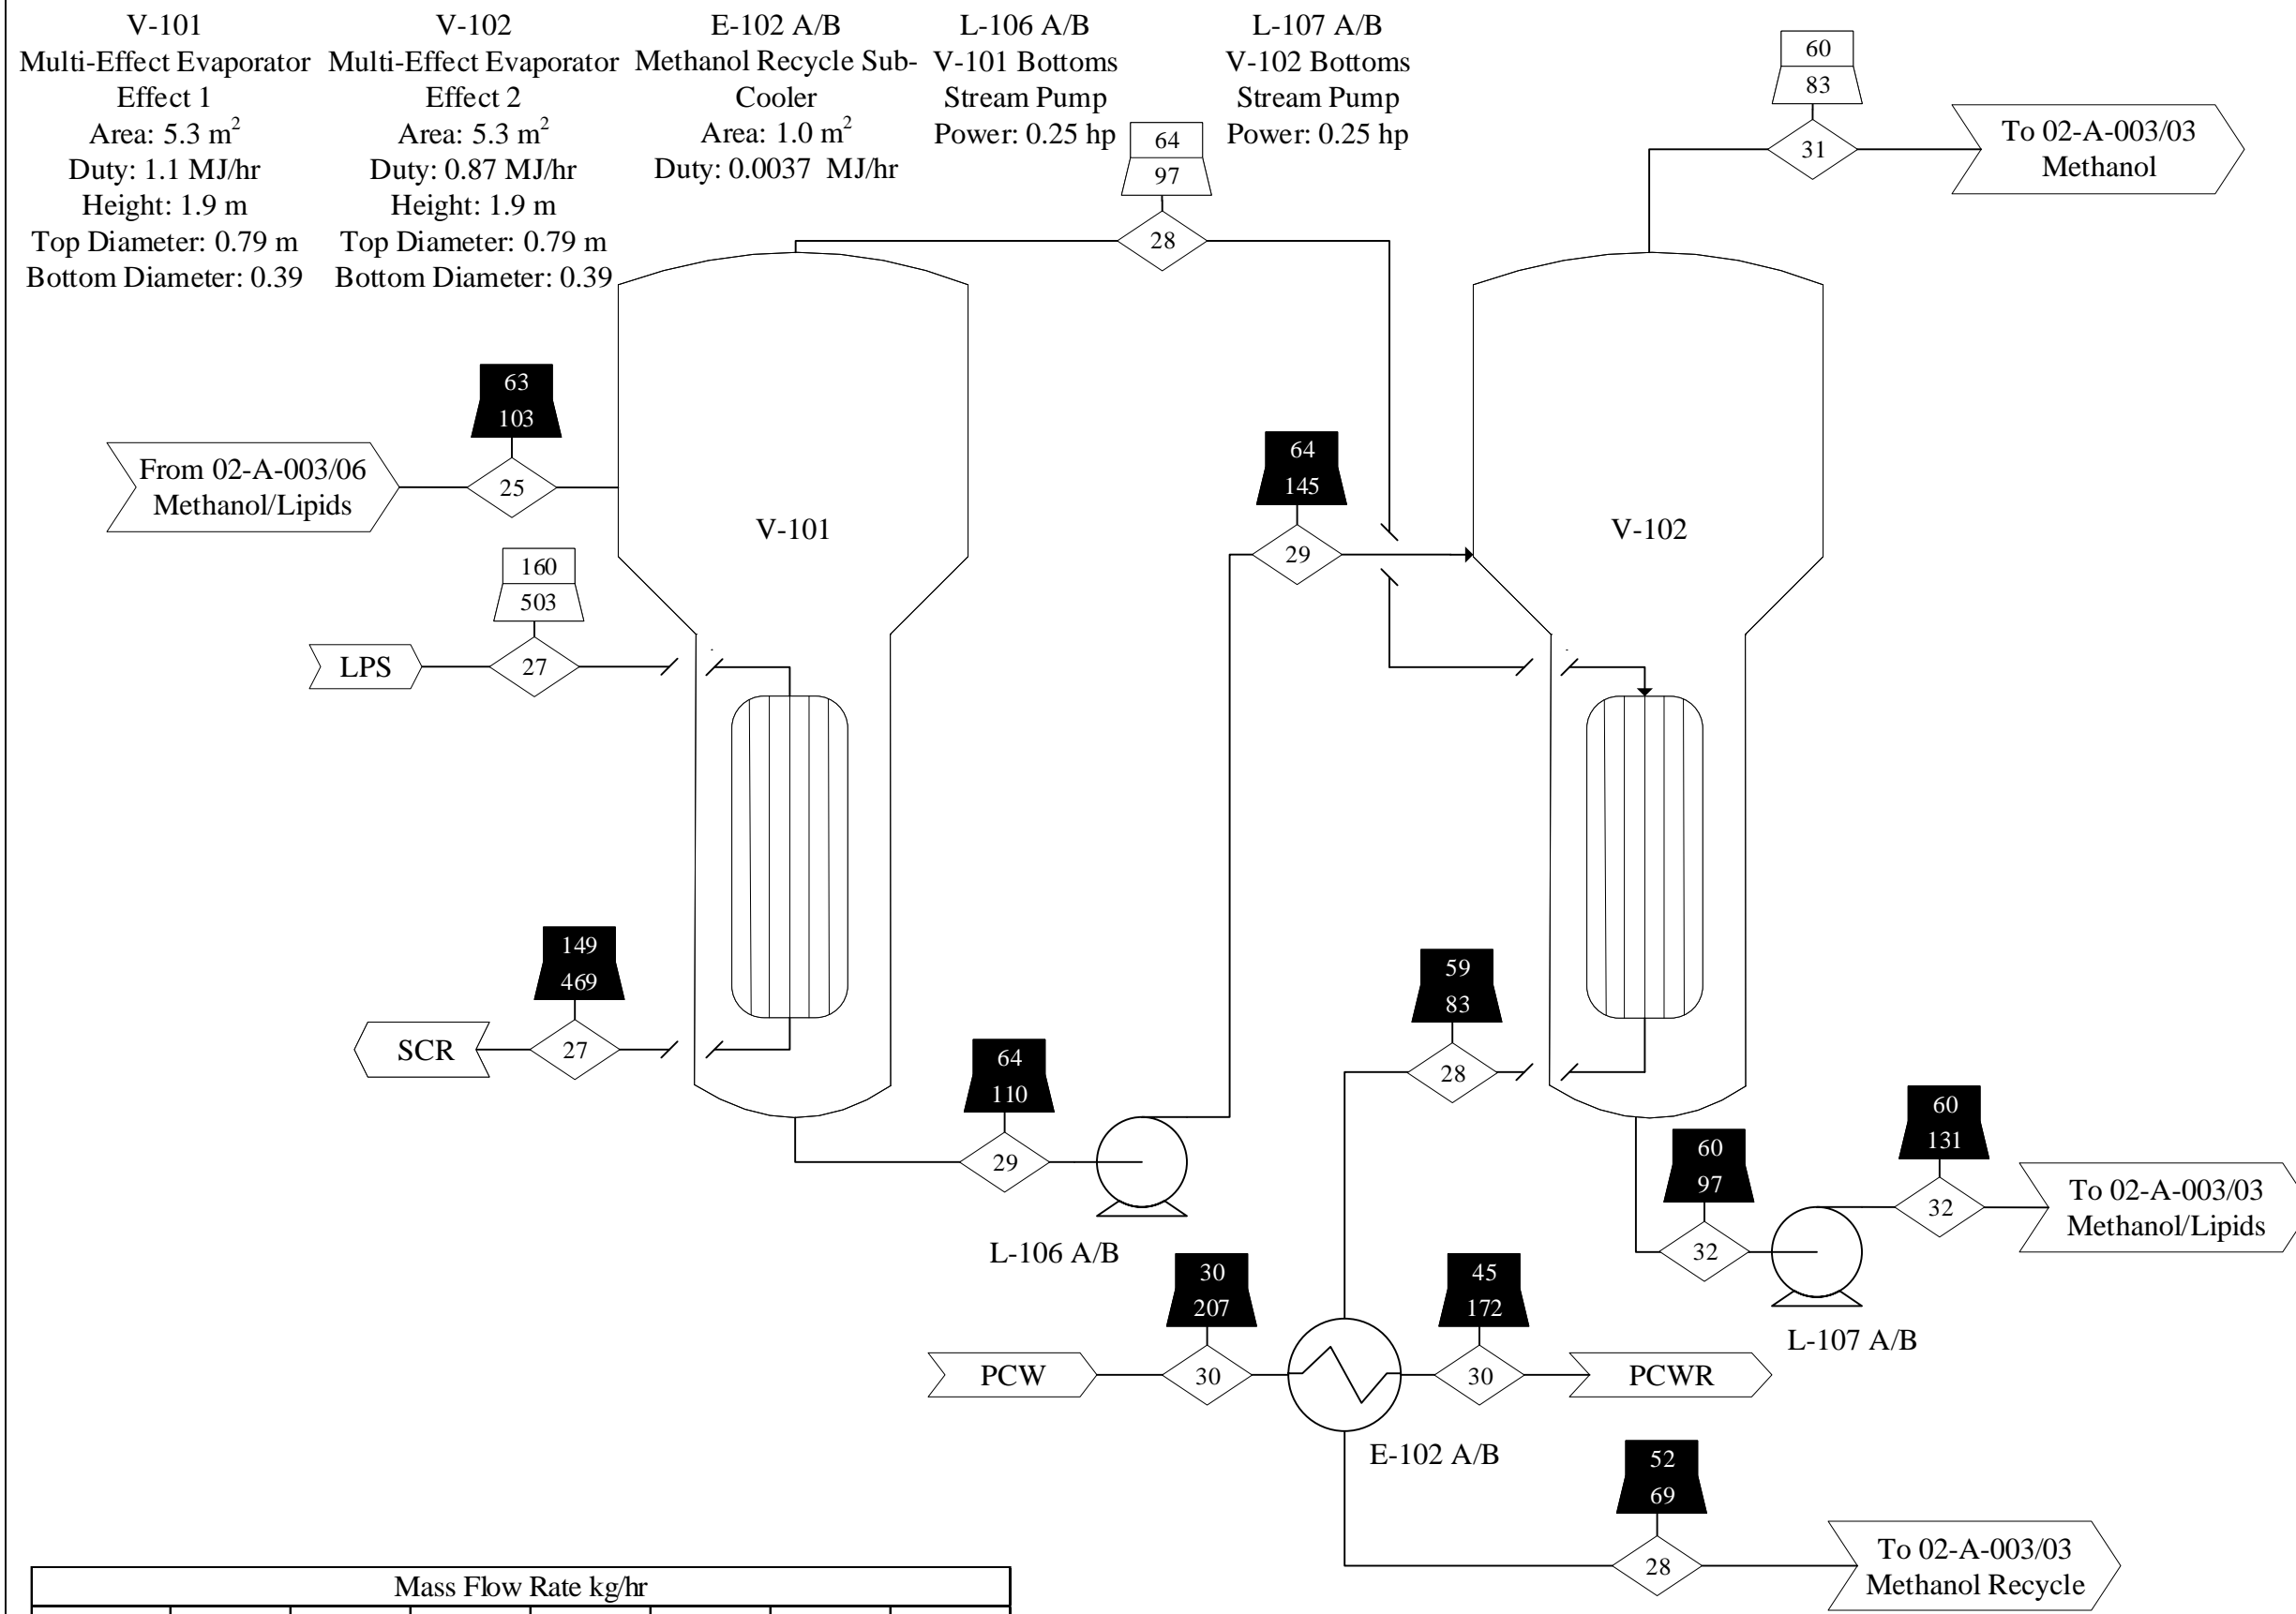 V-101
Multi-Effect Evaporator
Effect 1
Area: 5.3 m²
Duty: 1.1 MJ/hr
Height: 1.9 m
Top Diameter: 0.79 m
Bottom Diameter: 0.39
V-102
Multi-Effect Evaporator
Effect 2
Area: 5.3 m²
Duty: 0.87 MJ/hr
Height: 1.9 m
Top Diameter: 0.79 m
Bottom Diameter: 0.39
E-102 A/B
Methanol Recycle Sub-
Cooler
Area: 1.0 m²
Duty: 0.0037 MJ/hr
L-106 A/B
V-101 Bottoms
Stream Pump
Power: 0.25 hp
L-107 A/B
V-102 Bottoms
Stream Pump
Power: 0.25 hp
60
83
31
To 02-A-003/03
Methanol
64
97
28
63
103
From 02-A-003/06
Methanol/Lipids
25
V-101
64
145
29
V-102
160
503
LPS
27
149
469
SCR
27
64
110
29
L-106 A/B
59
83
28
60
131
32
To 02-A-003/03
Methanol/Lipids
60
97
32
L-107 A/B
30
207
PCW
30
45
172
30
PCWR
E-102 A/B
52
69
28
To 02-A-003/03
Methanol Recycle
Mass Flow Rate kg/hr